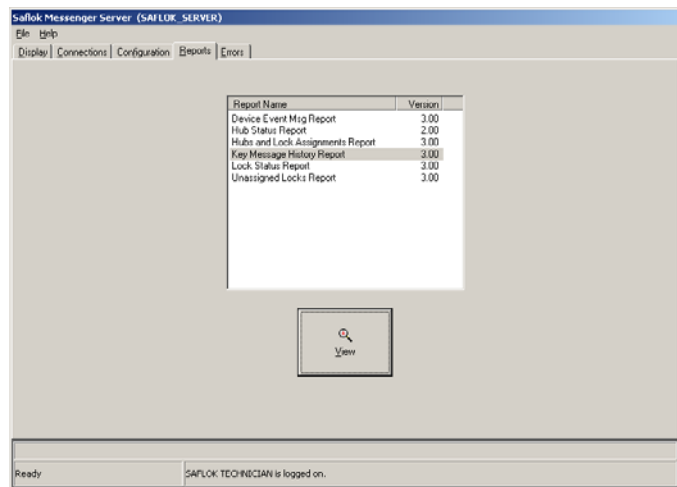 Saflok Messenger Server (SAFLOK_SERVER)
File Help
Display Connections Configuration Reports Errors
Report Name Version
Device Event Msg Report 3.00
Hub Status Report 2.00
Hubs and Lock Assignments Report 3.00
Key Message History Report 3.00
Lock Status Report 3.00
Unassigned Locks Report 3.00
View
Ready SAFLOK TECHNICIAN is logged on.